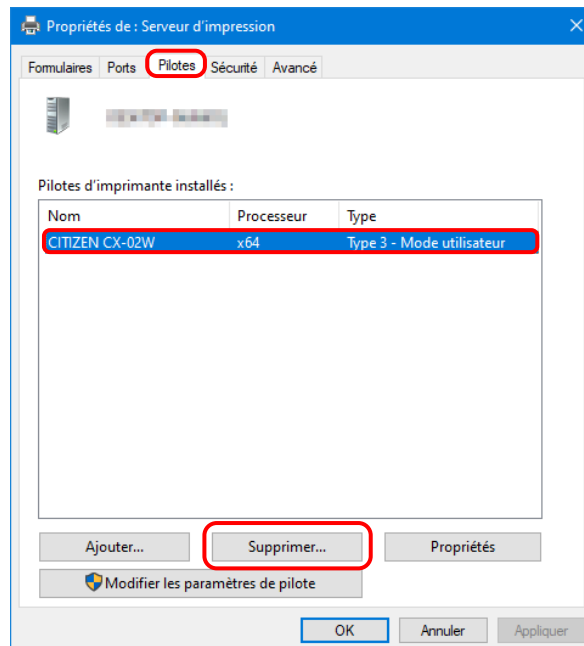 Propriétés de : Serveur d'impression
Formulaires Ports Pilotes Sécurité Avancé
Pilotes d'imprimante installés :
Nom Processeur Type
CITIZEN CX-02W x64 Type 3 - Mode utilisateur
Ajouter... Supprimer... Propriétés
Modifier les paramètres de pilote
OK Annuler Appliquer